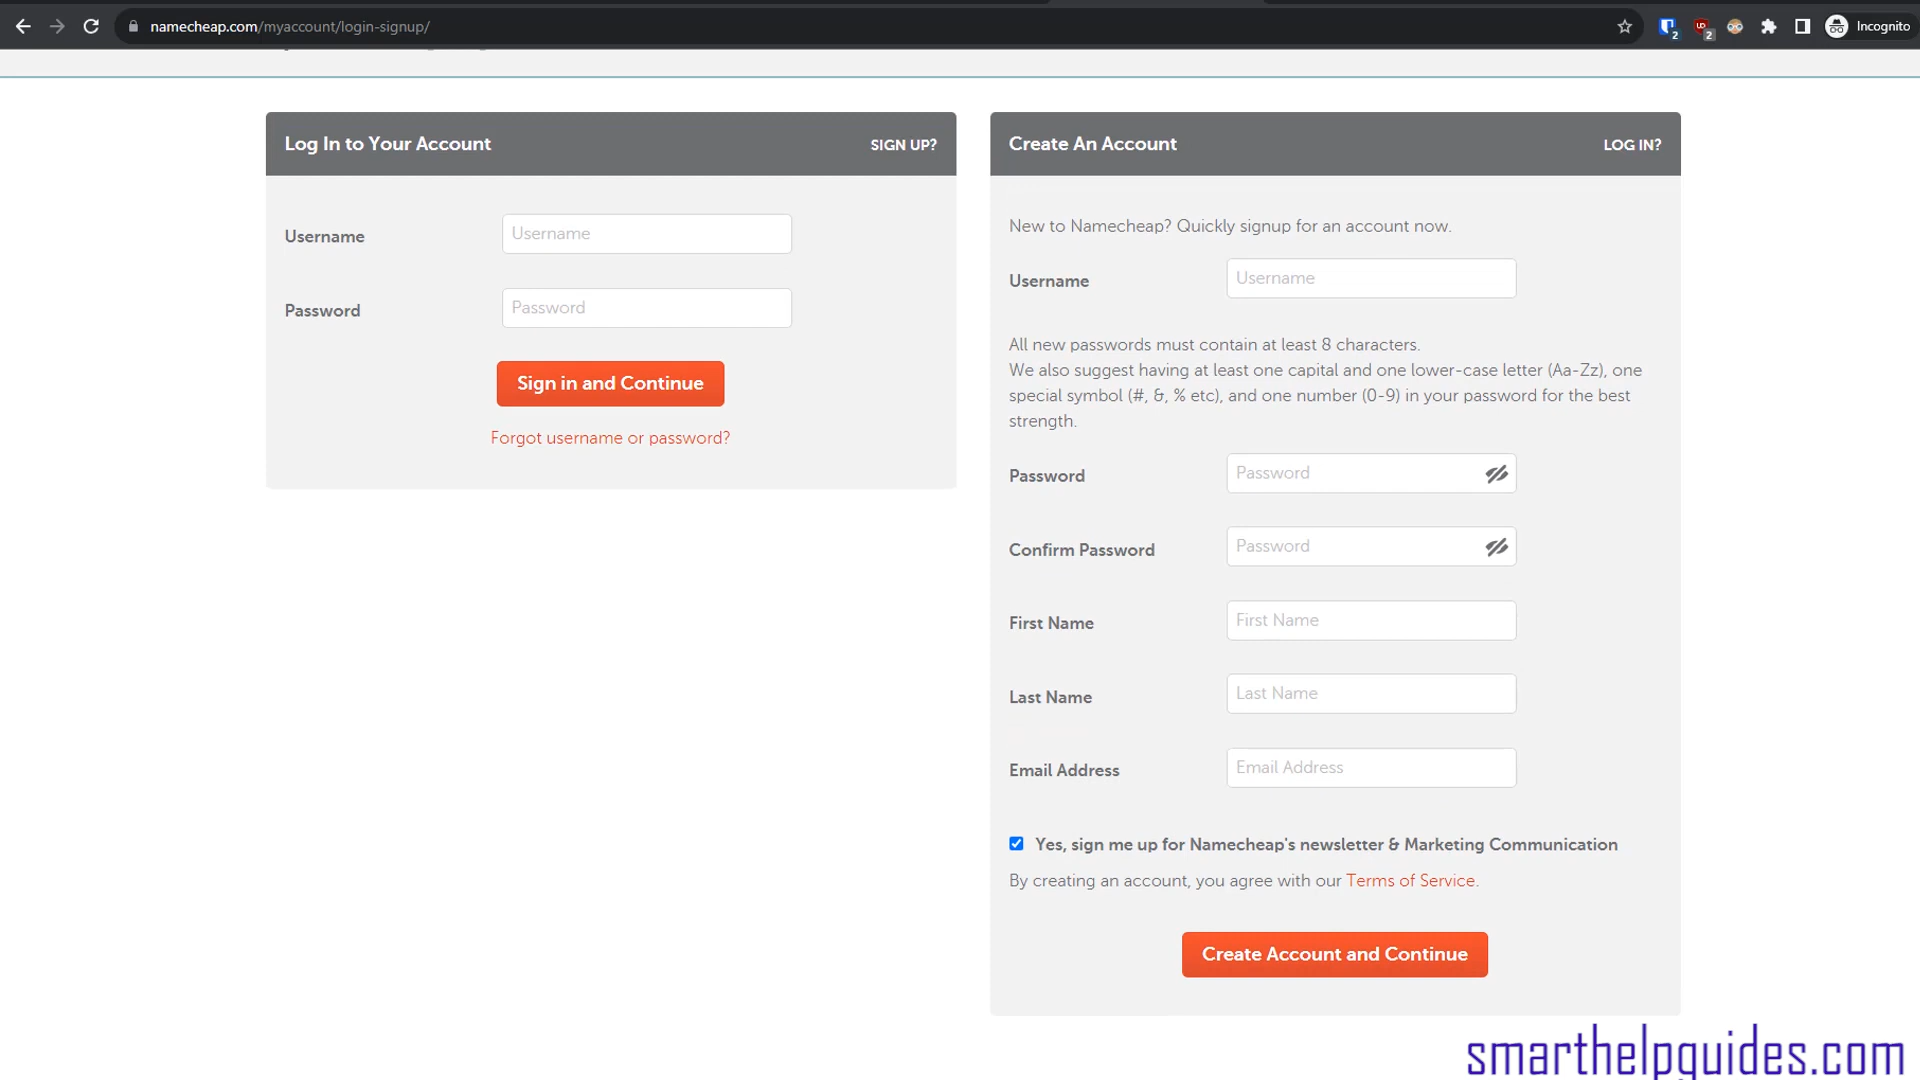 namecheap.com/myaccount/login-signup/
2
UD
2
Incognito
Log In to Your Account
SIGN UP?
Username
Username
Password
Password
Sign in and Continue
Forgot username or password?
Create An Account
LOG IN?
New to Namecheap? Quickly signup for an account now.
Username
Username
All new passwords must contain at least 8 characters.
We also suggest having at least one capital and one lower-case letter (Aa-Zz), one
special symbol (#, &, % etc), and one number (0-9) in your password for the best
strength.
Password
Password
Confirm Password
Password
First Name
First Name
Last Name
Last Name
Email Address
Email Address
Yes, sign me up for Namecheap's newsletter & Marketing Communication
By creating an account, you agree with our Terms of Service.
Create Account and Continue
smarthelpguides.com